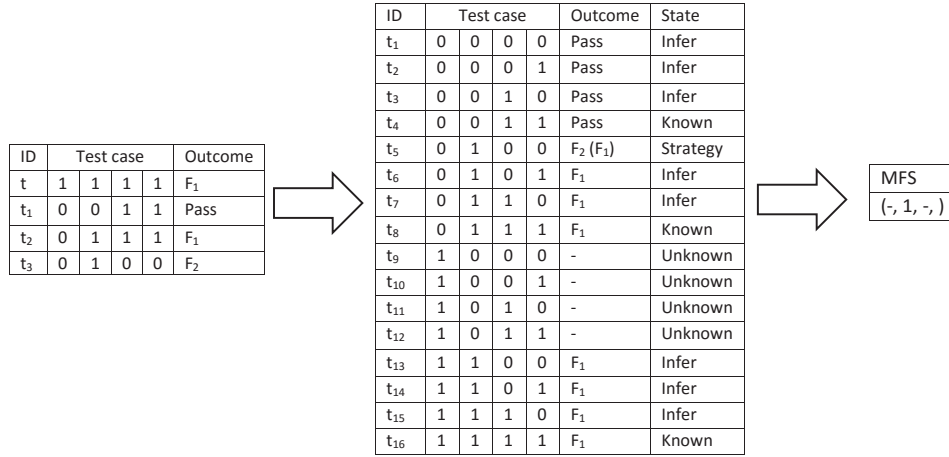 ID Test case Outcome
t 1 1 1 1 F₁
t₁ 0 0 1 1 Pass
t₂ 0 1 1 1 F₁
t₃ 0 1 0 0 F₂
ID Test case Outcome State
t₁ 0 0 0 0 Pass Infer
t₂ 0 0 0 1 Pass Infer
t₃ 0 0 1 0 Pass Infer
t₄ 0 0 1 1 Pass Known
t₅ 0 1 0 0 F₂ (F₁) Strategy
t₆ 0 1 0 1 F₁ Infer
t₇ 0 1 1 0 F₁ Infer
t₈ 0 1 1 1 F₁ Known
t₉ 1 0 0 0 - Unknown
t₁₀ 1 0 0 1 - Unknown
t₁₁ 1 0 1 0 - Unknown
t₁₂ 1 0 1 1 - Unknown
t₁₃ 1 1 0 0 F₁ Infer
t₁₄ 1 1 0 1 F₁ Infer
t₁₅ 1 1 1 0 F₁ Infer
t₁₆ 1 1 1 1 F₁ Known
MFS
(-, 1, -, )